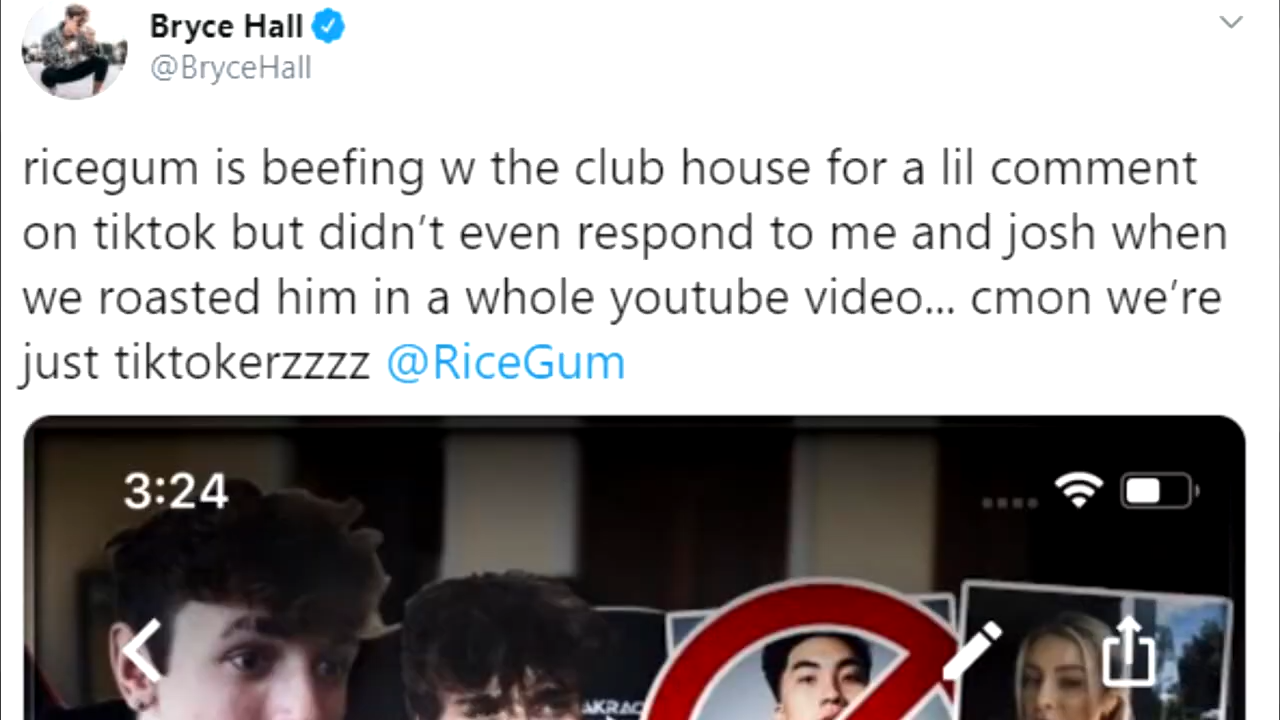 Bryce Hall
@BryceHall
ricegum is beefing w the club house for a lil comment
on tiktok but didn’t even respond to me and josh when
we roasted him in a whole youtube video... cmon we’re
just tiktokerzzzz @RiceGum
3:24